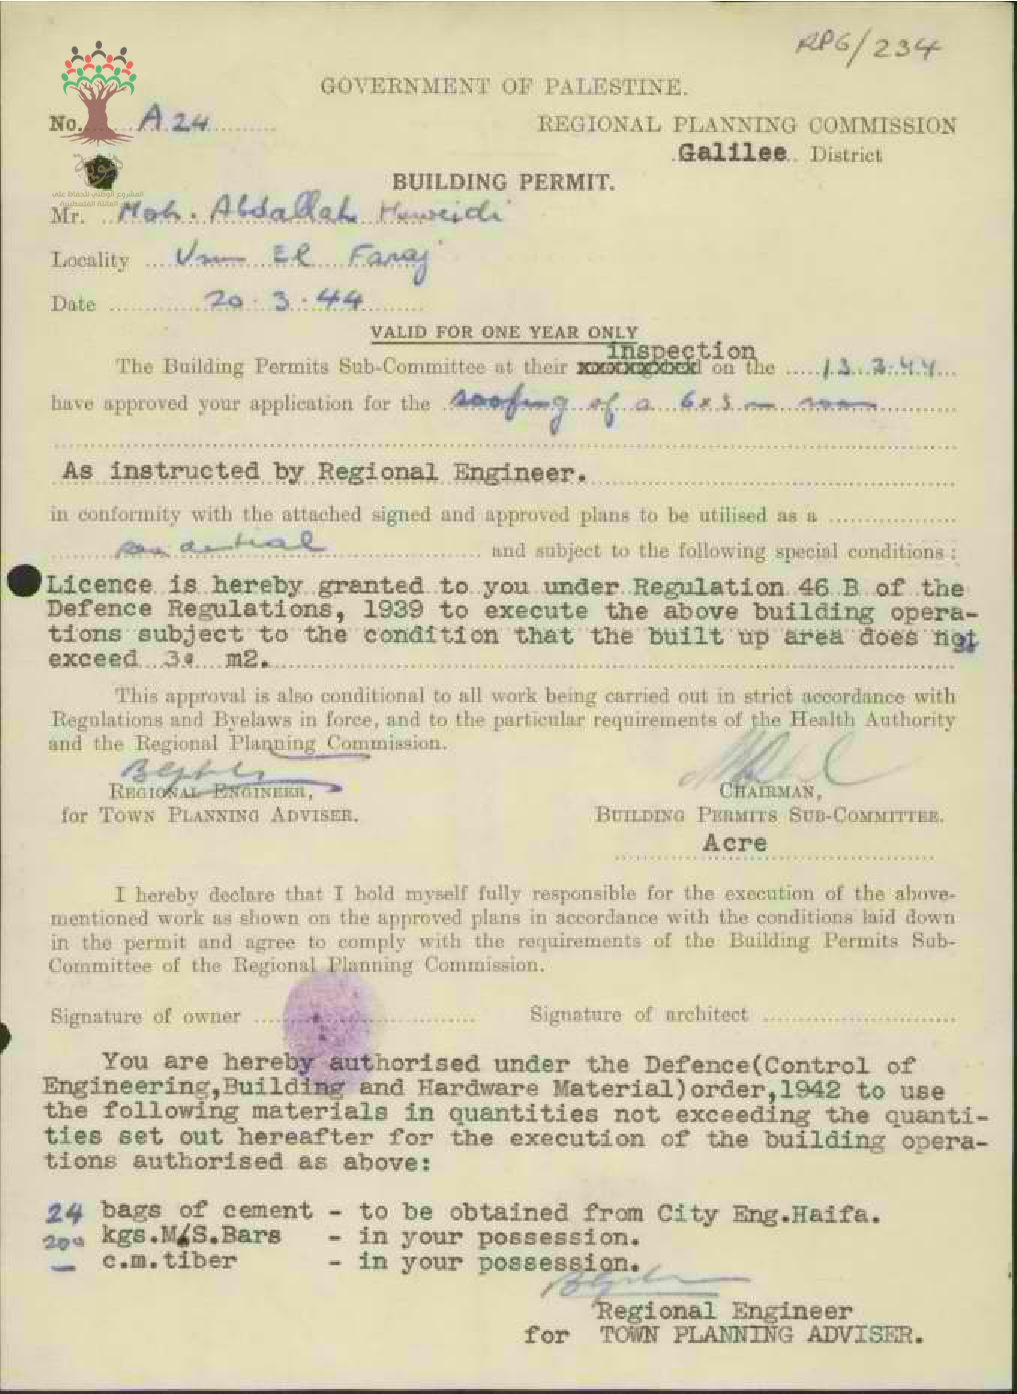 RP6/234
GOVERNMENT OF PALESTINE.
No. A 24
REGIONAL PLANNING COMMISSION
Galilee District
BUILDING PERMIT.
المشروع الوطني للحفاظ على
Mr. Moh. Abdallah Huweidi
Locality Um El Faraj
Date 20.3.44
VALID FOR ONE YEAR ONLY
inspection
The Building Permits Sub-Committee at their on the 13.3.44
have approved your application for the roofing of a room
As instructed by Regional Engineer.
in conformity with the attached signed and approved plans to be utilised as a
residential and subject to the following special conditions :
Licence is hereby granted to you under Regulation 46 B of the
Defence Regulations, 1939 to execute the above building opera-
tions subject to the condition that the built up area does not
exceed 30 m2.
This approval is also conditional to all work being carried out in strict accordance with
Regulations and Byelaws in force, and to the particular requirements of the Health Authority
and the Regional Planning Commission.
REGIONAL ENGINEER,
for TOWN PLANNING ADVISER.
CHAIRMAN,
BUILDING PERMITS SUB-COMMITTEE.
Acre
I hereby declare that I hold myself fully responsible for the execution of the above-
mentioned work as shown on the approved plans in accordance with the conditions laid down
in the permit and agree to comply with the requirements of the Building Permits Sub-
Committee of the Regional Planning Commission.
Signature of owner
Signature of architect
You are hereby authorised under the Defence(Control of
Engineering,Building and Hardware Material)order,1942 to use
the following materials in quantities not exceeding the quanti-
ties set out hereafter for the execution of the building opera-
tions authorised as above:
24 bags of cement - to be obtained from City Eng.Haifa.
200 kgs.M/S.Bars - in your possession.
— c.m.tiber - in your possession.
Regional Engineer
for TOWN PLANNING ADVISER.